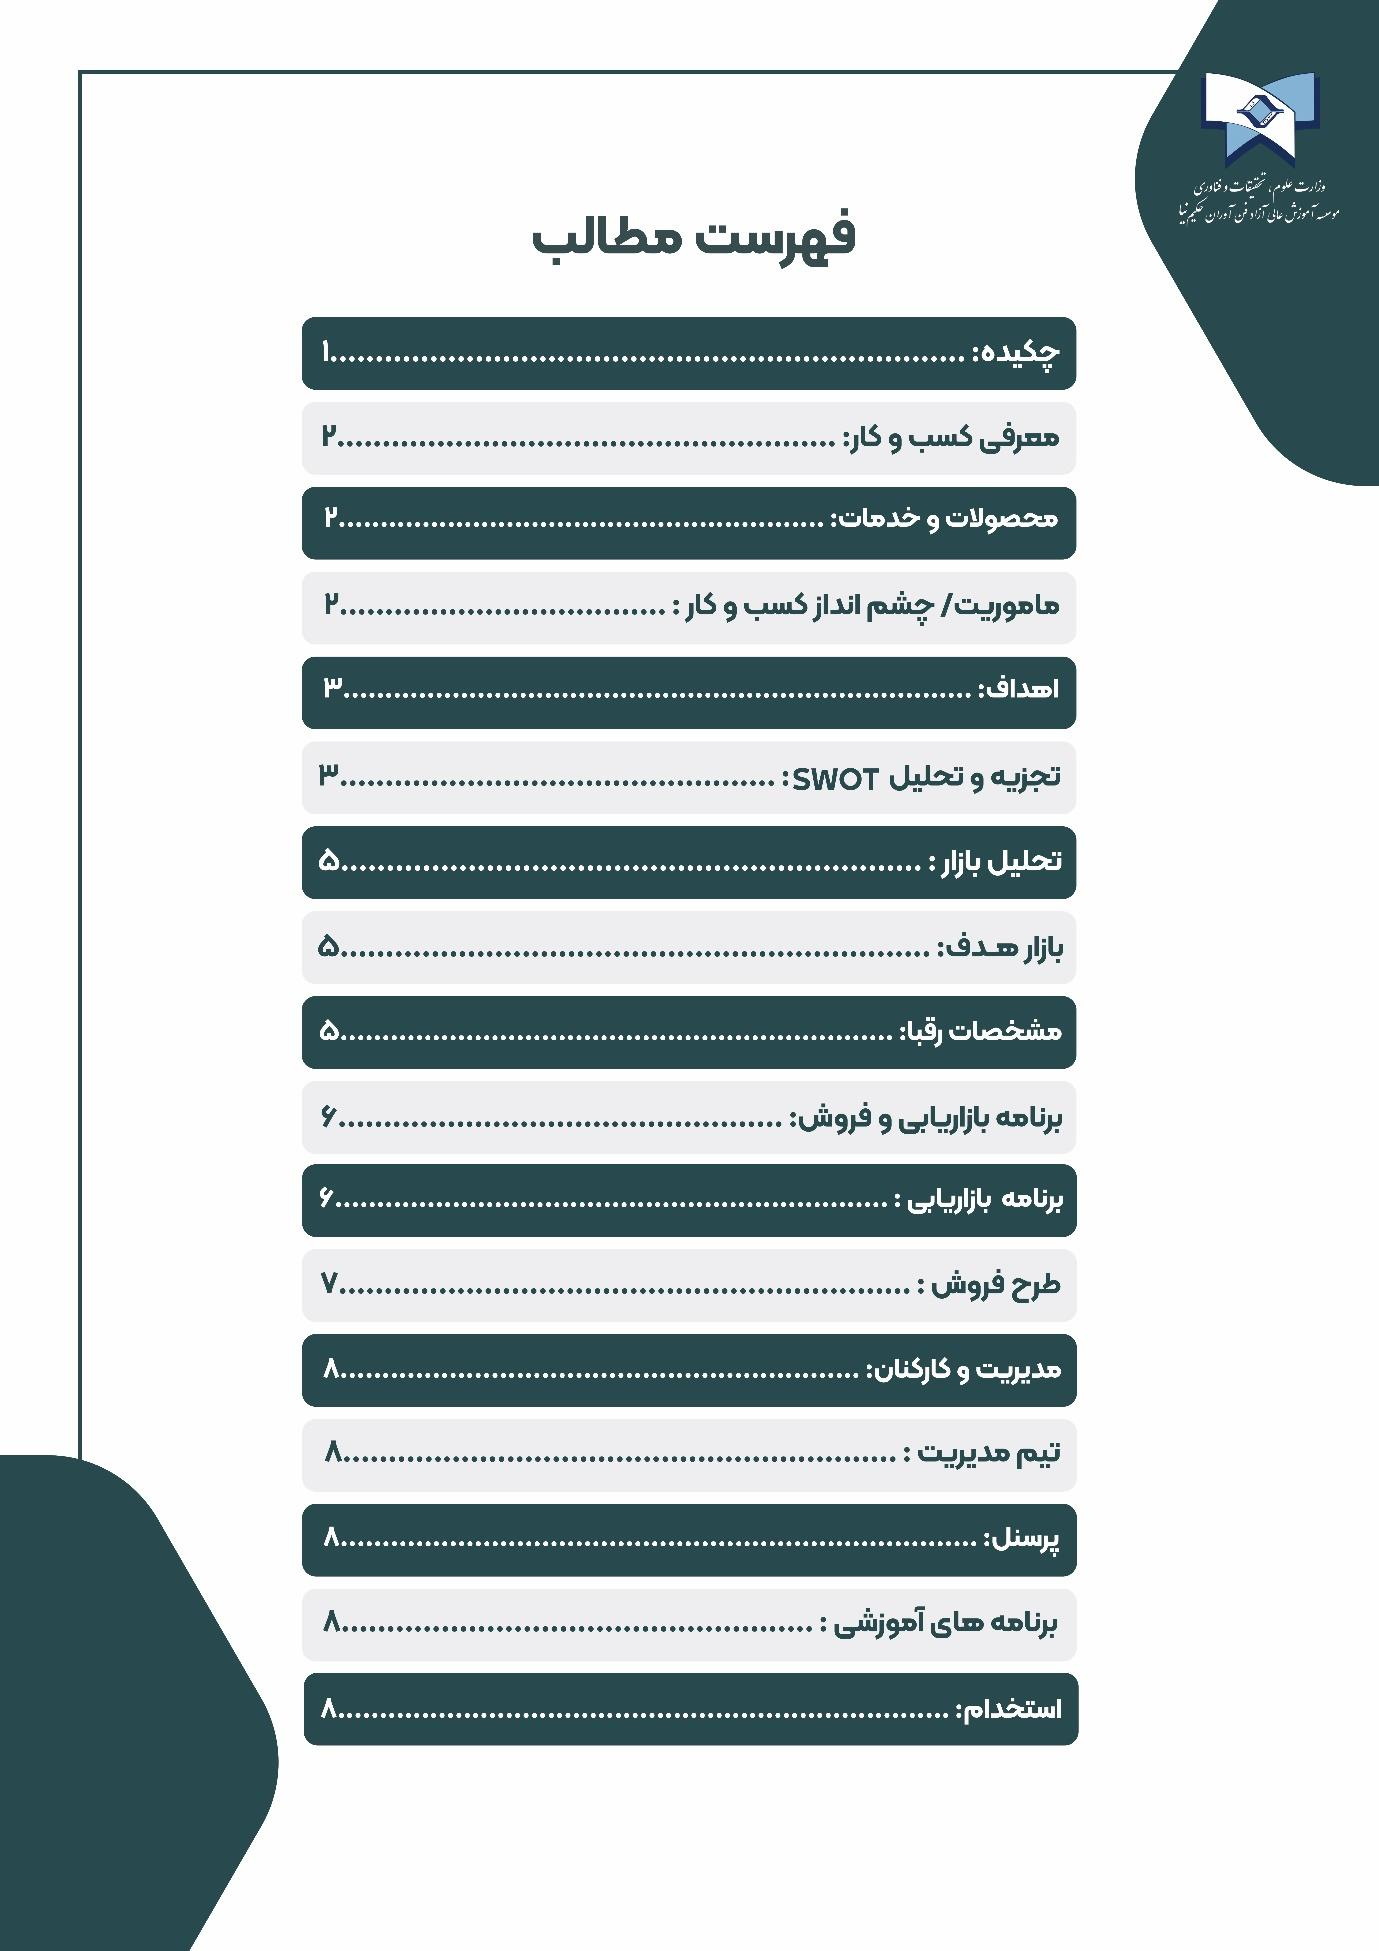 وزارت علوم، تحقیقات و فناوری
موسسه آموزش عالی آزاد فن آوران حکیم نیا
فهرست مطالب
چکیده: ......................................................................۱
معرفی کسب و کار: .......................................................۲
محصولات و خدمات: .....................................................۲
ماموریت/ چشم انداز کسب و کار : ....................................۲
اهداف: .....................................................................۳
تجزیه و تحلیل SWOT: ................................................۳
تحلیل بازار : ................................................................۵
بازار هـدف: .................................................................۵
مشخصات رقبا: .............................................................۵
برنامه بازاریابی و فروش: .................................................۶
برنامه بازاریابی : .............................................................۶
طرح فروش : ...............................................................۷
مدیریت و کارکنان: .........................................................۸
تیم مدیریت : .............................................................۸
پرسنل: ......................................................................۸
برنامه های آموزشی : ....................................................۸
استخدام: ...................................................................۸